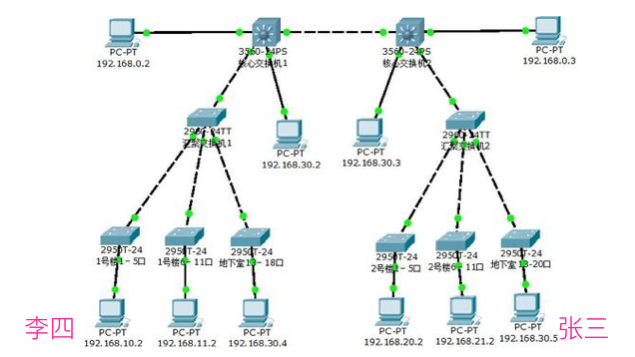 PC-PT
192.168.0.2
3560-24PS
核心交换机1
3560-24PS
核心交换机2
PC-PT
192.168.0.3
2960-24TT
汇聚交换机1
PC-PT
192.168.30.2
PC-PT
192.168.30.3
2960-24TT
汇聚交换机2
2950T-24
1号楼1-5口
2950T-24
1号楼6-11口
2950T-24
地下室13-18口
2950T-24
2号楼1-5口
2950T-24
2号楼6-11口
2950T-24
地下室13-20口
李四
PC-PT
192.168.10.2
PC-PT
192.168.11.2
PC-PT
192.168.30.4
PC-PT
192.168.20.2
PC-PT
192.168.21.2
PC-PT
192.168.30.5
张三